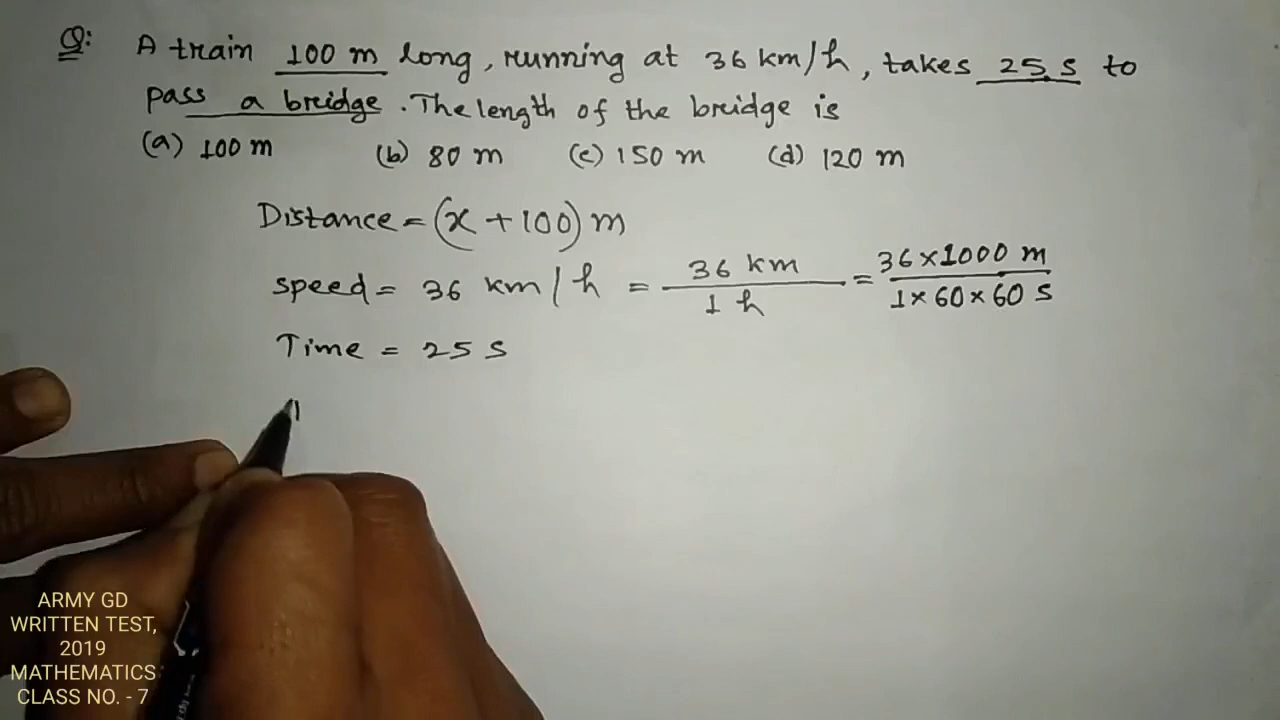 Q: A train 100 m long, running at 36 km/h, takes 25 s to
pass a bridge. The length of the bridge is
(a) 100 m (b) 80 m (c) 150 m (d) 120 m
Distance = (x + 100) m
speed = 36 km/h = 36 km / 1 h = 36 × 1000 m / 1 × 60 × 60 s
Time = 25 s
ARMY GD
WRITTEN TEST,
2019
MATHEMATICS
CLASS NO. - 7